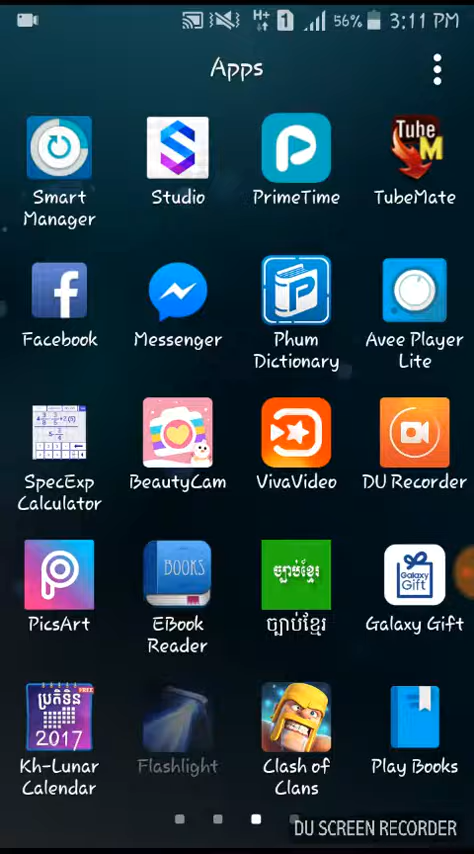 H+
1
56%
3:11 PM
Apps
Tube
M
Smart
Manager
Studio
PrimeTime
TubeMate
Facebook
Messenger
Phum
Dictionary
Avee Player
Lite
SpecExp
Calculator
BeautyCam
VivaVideo
DU Recorder
BOOKS
ច្បាប់ខ្មែរ
Galaxy
Gift
PicsArt
EBook
Reader
ច្បាប់ខ្មែរ
Galaxy Gift
ប្រតិទិន
FREE
2017
Kh-Lunar
Calendar
Flashlight
Clash of
Clans
Play Books
DU SCREEN RECORDER